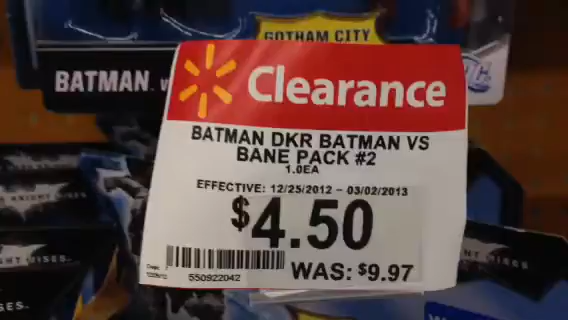 GOTHAM CITY
BATMAN
Clearance
BATMAN DKR BATMAN VS
BANE PACK #2
1.0EA
EFFECTIVE: 12/25/2012 - 03/02/2013
$4.50
550922042
WAS: $9.97